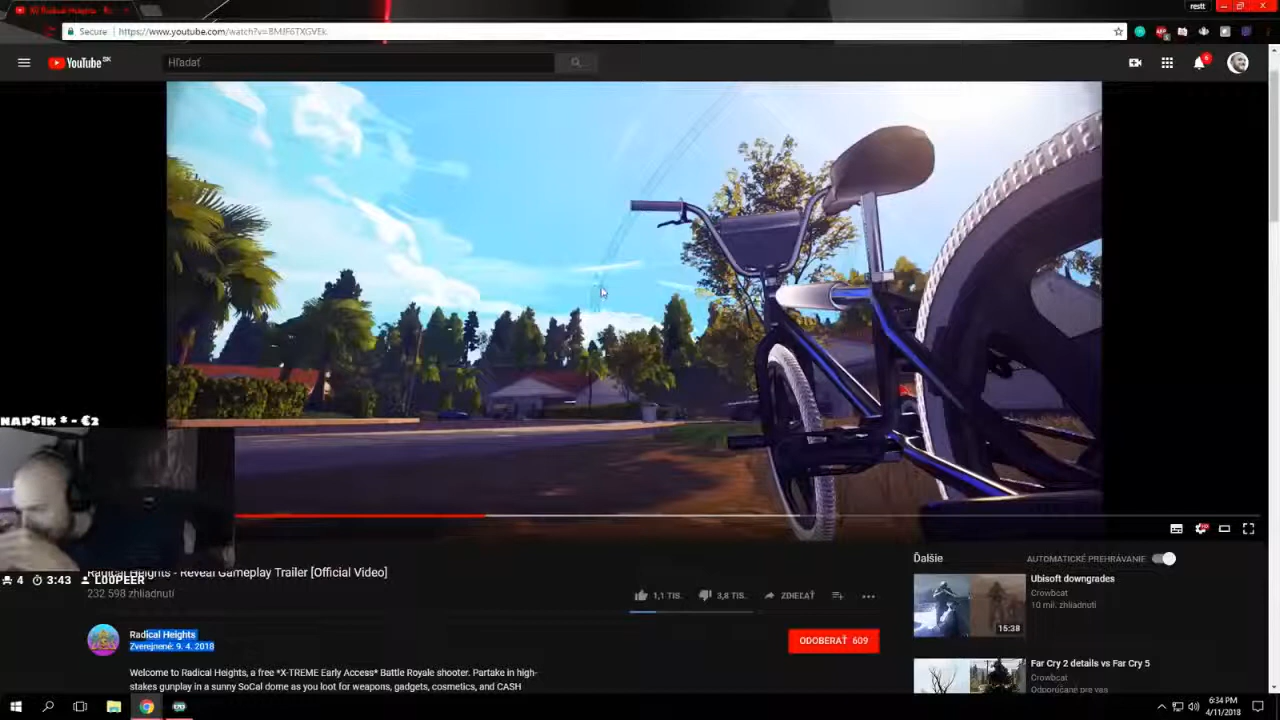 restt
Secure
https://www.youtube.com/watch?v=
YouTube SK
Hľadať
6
napsik * - €2
4 3:43 LOUPEER
Radical Heights - Reveal Gameplay Trailer [Official Video]
232 598 zhliadnutí
1,1 TIS. 3,8 TIS. ZDIEĽAŤ
Radical Heights
Zverejnené: 9. 4. 2018
ODOBERAŤ 609
Welcome to Radical Heights, a free *X-TREME Early Access* Battle Royale shooter. Partake in high-
stakes gunplay in a sunny SoCal dome as you loot for weapons, gadgets, cosmetics, and CASH
Ďalšie
AUTOMATICKÉ PREHRÁVANIE
Ubisoft downgrades
Crowbcat
10 mil. zhliadnutí
15:38
Far Cry 2 details vs Far Cry 5
Crowbcat
Odporúčané pre vás
6:34 PM
4/11/2018